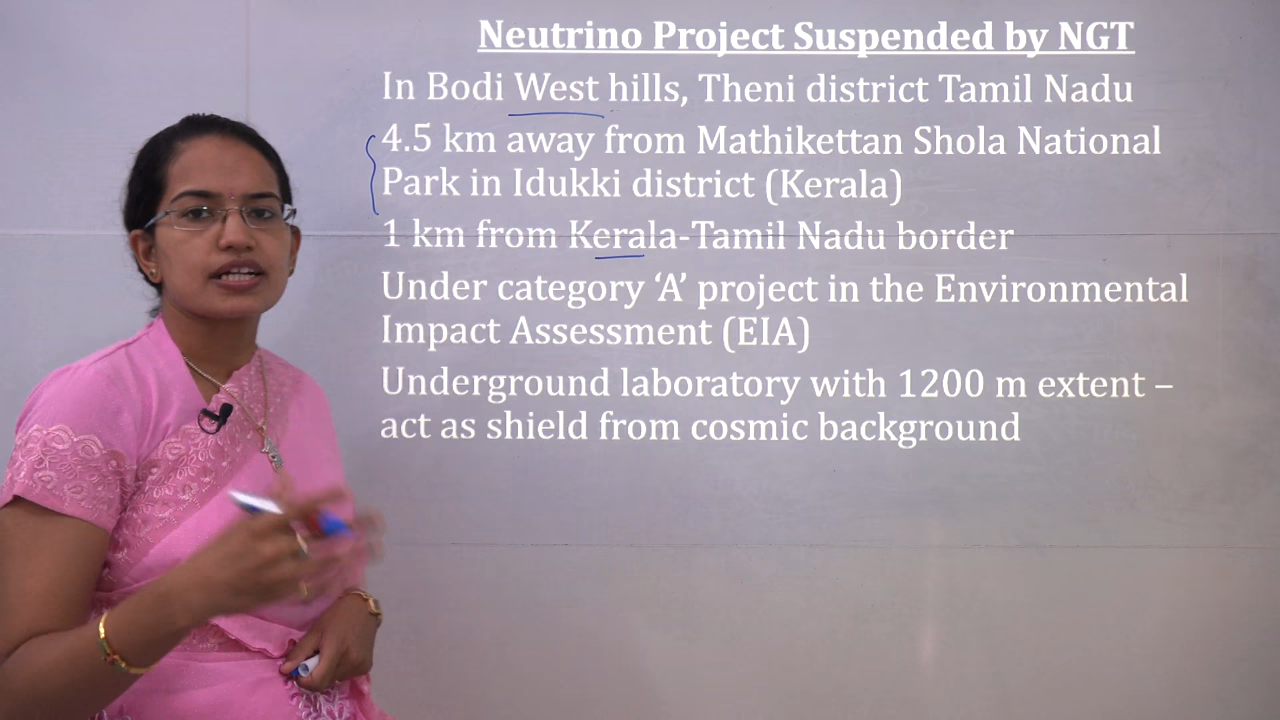 Neutrino Project Suspended by NGT
In Bodi West hills, Theni district Tamil Nadu
4.5 km away from Mathikettan Shola National
Park in Idukki district (Kerala)
1 km from Kerala-Tamil Nadu border
Under category ‘A’ project in the Environmental
Impact Assessment (EIA)
Underground laboratory with 1200 m extent –
act as shield from cosmic background